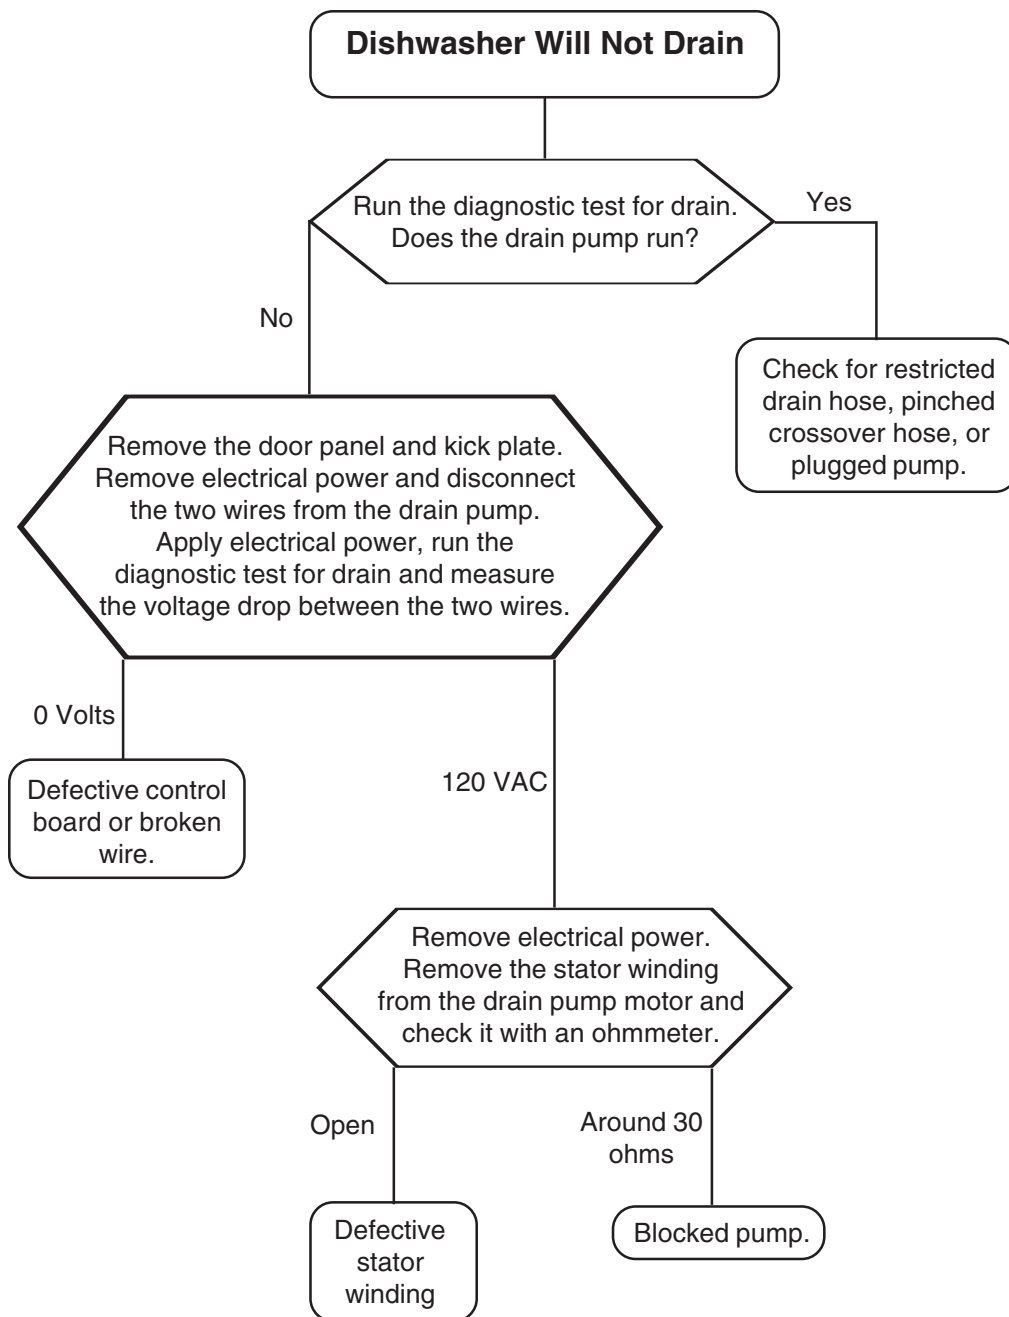 Dishwasher Will Not Drain
Run the diagnostic test for drain.
Does the drain pump run?
Yes
No
Check for restricted
drain hose, pinched
crossover hose, or
plugged pump.
Remove the door panel and kick plate.
Remove electrical power and disconnect
the two wires from the drain pump.
Apply electrical power, run the
diagnostic test for drain and measure
the voltage drop between the two wires.
0 Volts
Defective control
board or broken
wire.
120 VAC
Remove electrical power.
Remove the stator winding
from the drain pump motor and
check it with an ohmmeter.
Open
Around 30
ohms
Defective
stator
winding
Blocked pump.